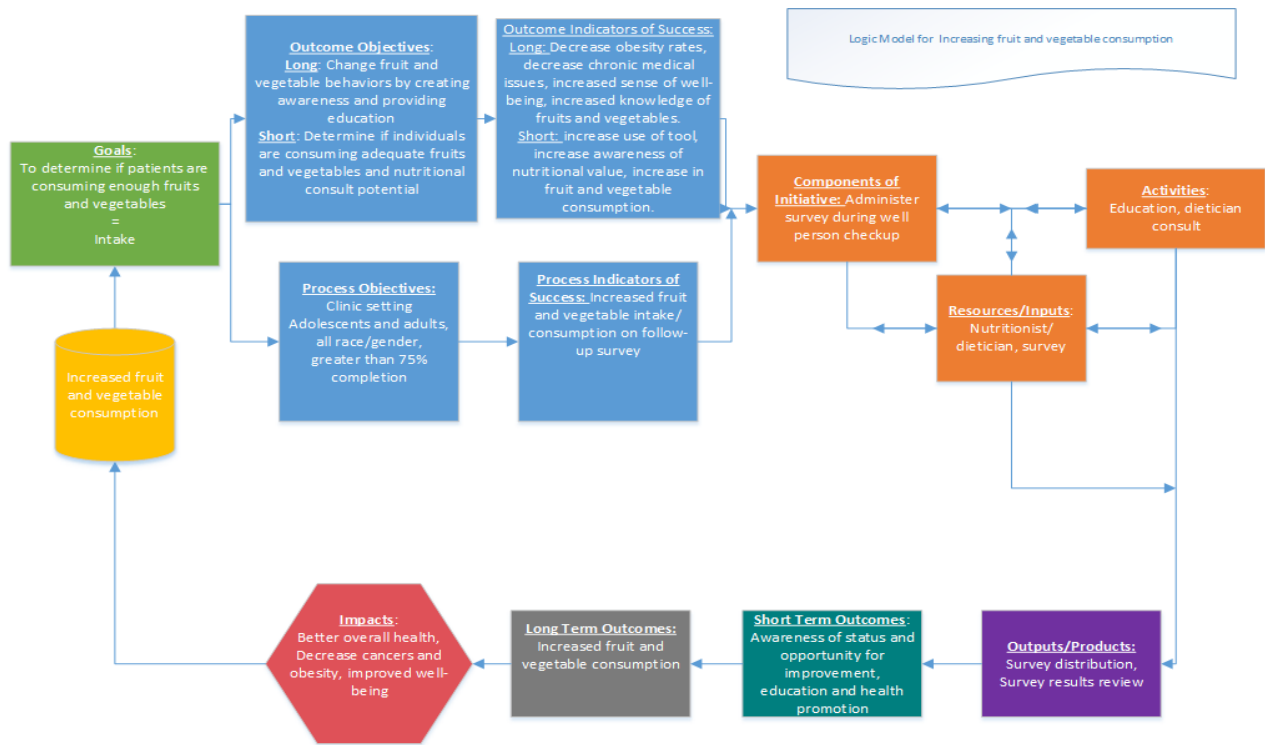 Logic Model for Increasing fruit and vegetable consumption
Goals:
To determine if patients are
consuming enough fruits
and vegetables
=
Intake
Outcome Objectives:
Long: Change fruit and
vegetable behaviors by creating
awareness and providing
education
Short: Determine if individuals
are consuming adequate fruits
and vegetables and nutritional
consult potential
Outcome Indicators of Success:
Long: Decrease obesity rates,
decrease chronic medical
issues, increased sense of well-
being, increased knowledge of
fruits and vegetables.
Short: increase use of tool,
increase awareness of
nutritional value, increase in
fruit and vegetable
consumption.
Process Objectives:
Clinic setting
Adolescents and adults,
all race/gender,
greater than 75%
completion
Process Indicators of
Success: Increased fruit
and vegetable intake/
consumption on follow-
up survey
Components of
Initiative: Administer
survey during well
person checkup
Activities:
Education, dietician
consult
Resources/Inputs:
Nutritionist/
dietician, survey
Outputs/Products:
Survey distribution,
Survey results review
Short Term Outcomes:
Awareness of status and
opportunity for
improvement,
education and health
promotion
Long Term Outcomes:
Increased fruit and
vegetable consumption
Impacts:
Better overall health,
Decrease cancers and
obesity, improved well-
being
Increased fruit
and vegetable
consumption